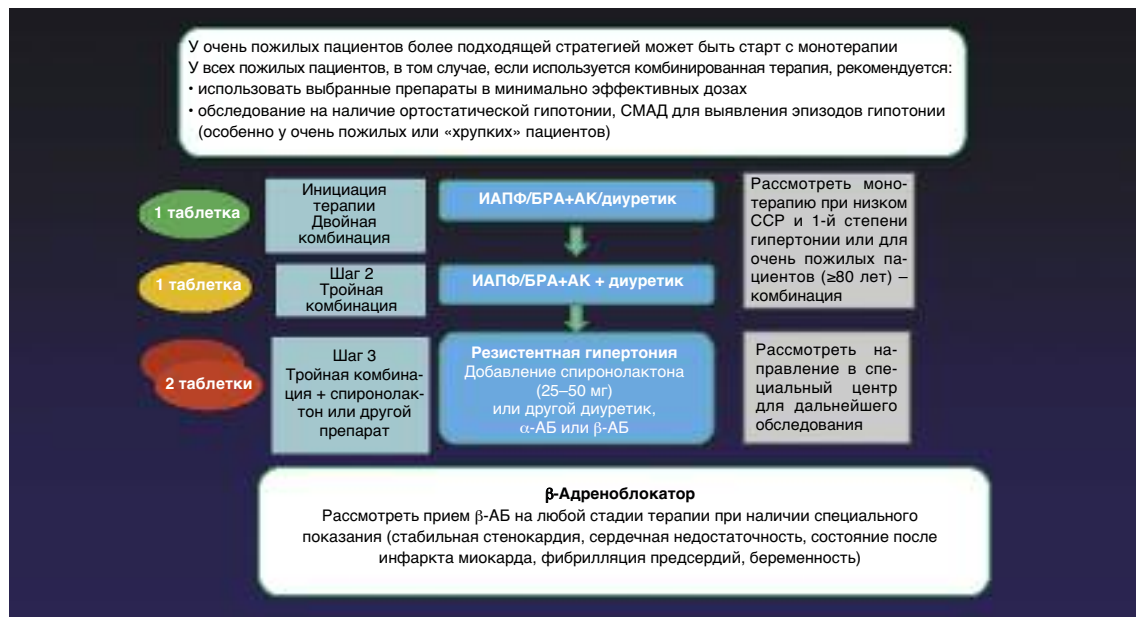 У очень пожилых пациентов более подходящей стратегией может быть старт с монотерапии
У всех пожилых пациентов, в том случае, если используется комбинированная терапия, рекомендуется:
• использовать выбранные препараты в минимально эффективных дозах
• обследование на наличие ортостатической гипотонии, СМАД для выявления эпизодов гипотонии
(особенно у очень пожилых или «хрупких» пациентов)
1 таблетка
Инициация
терапии
Двойная
комбинация
ИАПФ/БРА+АК/диуретик
Рассмотреть моно-
терапию при низком
ССР и 1-й степени
гипертонии или для
очень пожилых па-
циентов (≥80 лет) –
комбинация
1 таблетка
Шаг 2
Тройная
комбинация
ИАПФ/БРА+АК + диуретик
2 таблетки
Шаг 3
Тройная комбина-
ция + спиронолак-
тон или другой
препарат
Резистентная гипертония
Добавление спиронолактона
(25–50 мг)
или другой диуретик,
α-АБ или β-АБ
Рассмотреть на-
правление в спе-
циальный центр
для дальнейшего
обследования
β-Адреноблокатор
Рассмотреть прием β-АБ на любой стадии терапии при наличии специального
показания (стабильная стенокардия, сердечная недостаточность, состояние после
инфаркта миокарда, фибрилляция предсердий, беременность)